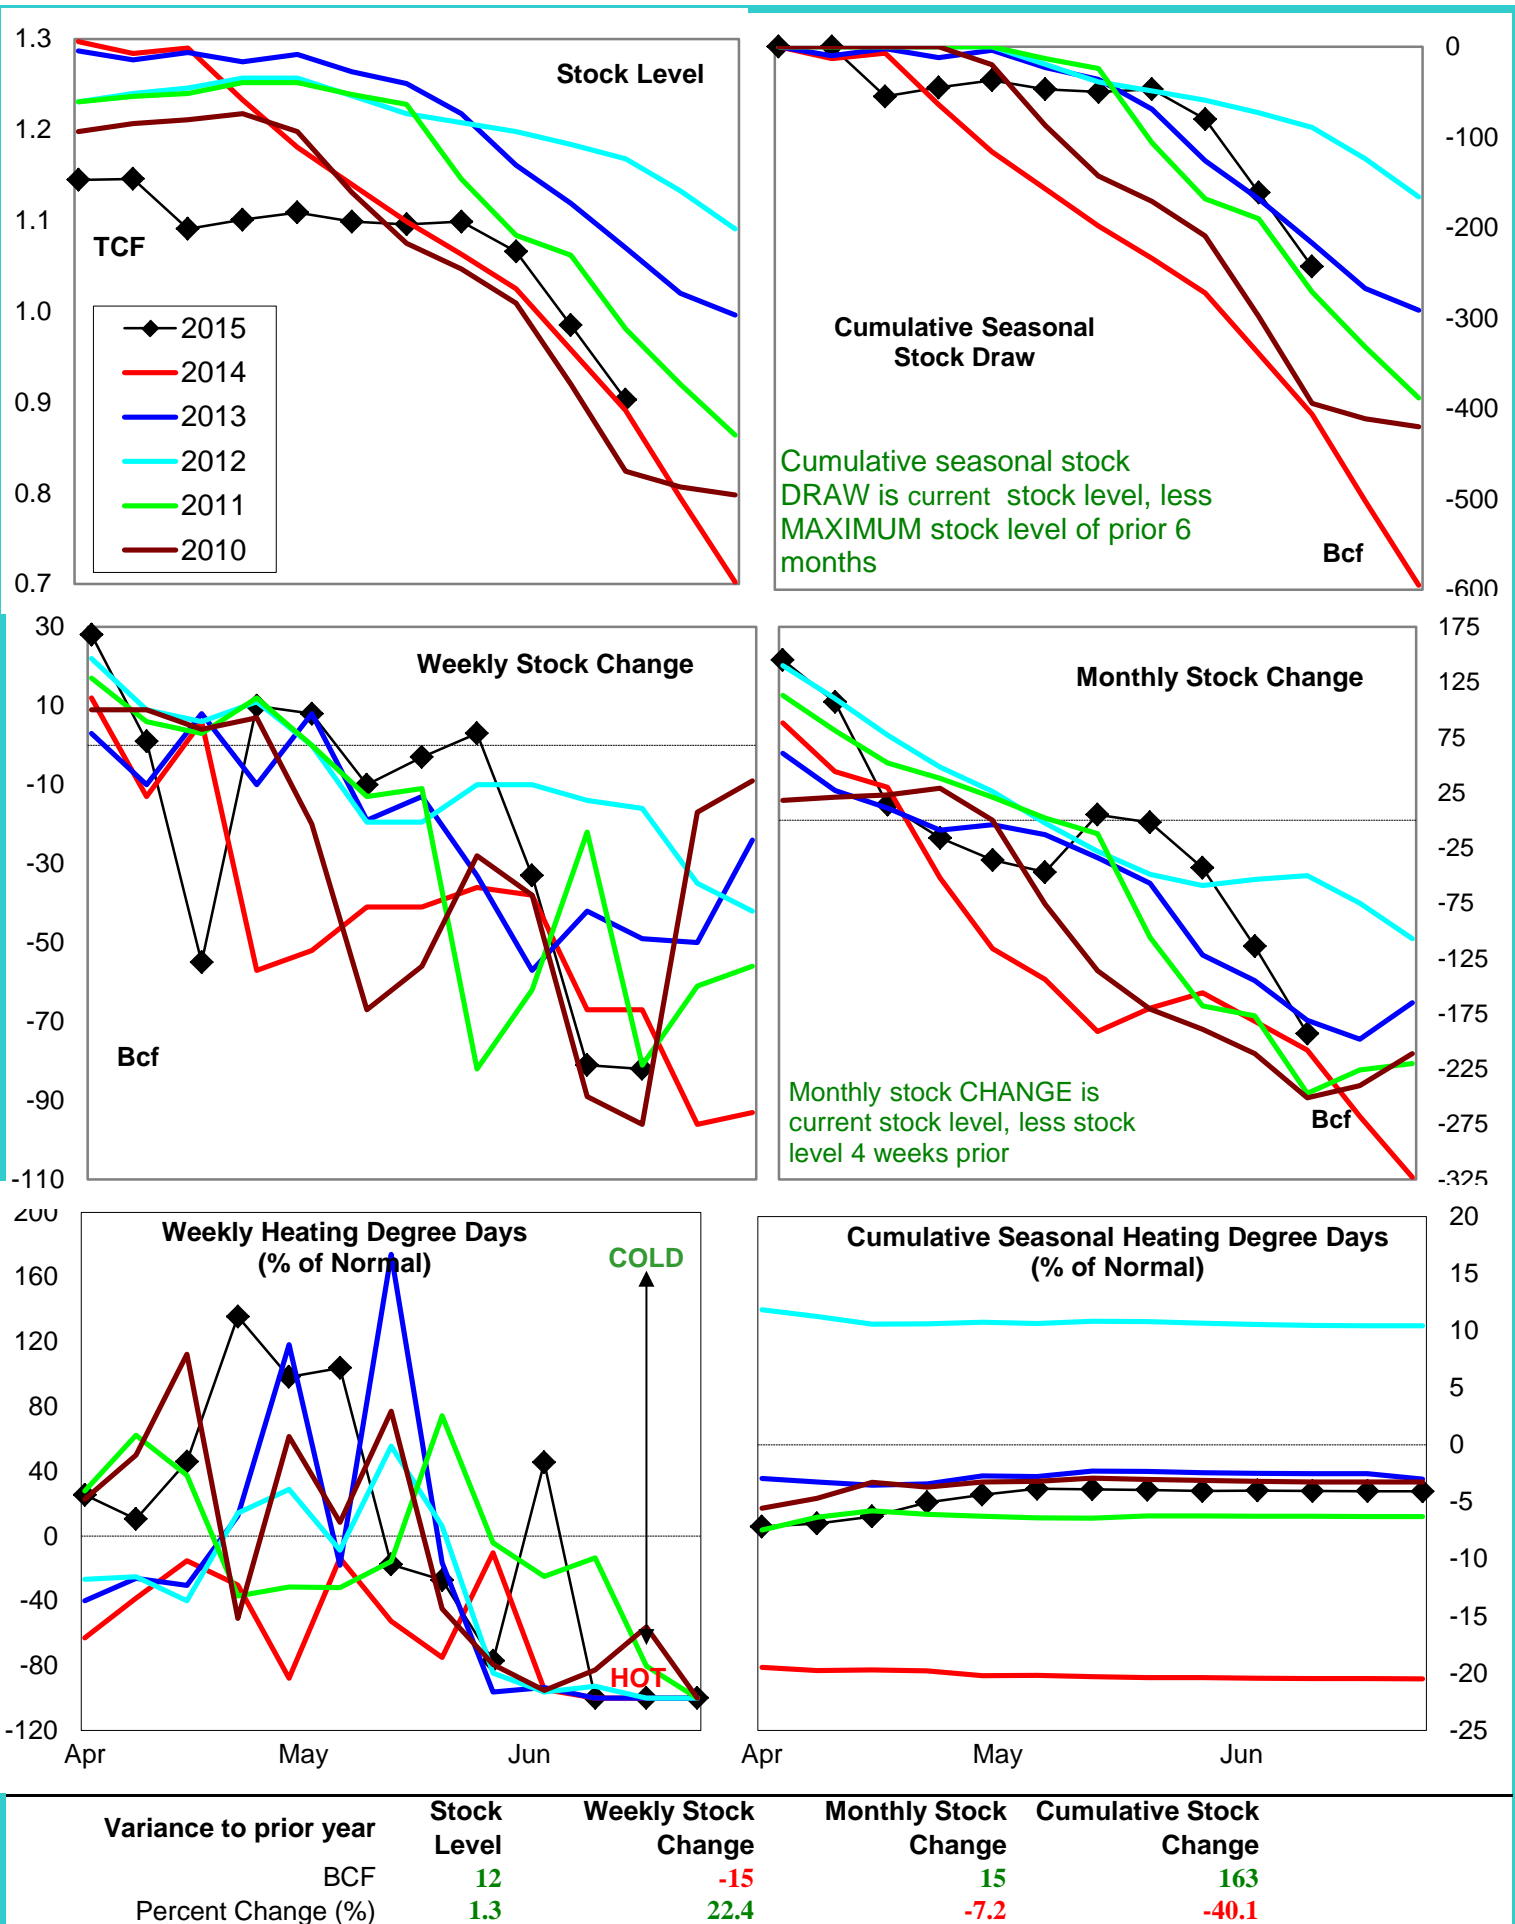 Stock Level
TCF
1.3
1.2
1.1
1.0
0.9
0.8
0.7
2015
2014
2013
2012
2011
2010
Cumulative Seasonal
Stock Draw
Cumulative seasonal stock
DRAW is current stock level, less
MAXIMUM stock level of prior 6
months
Bcf
0
-100
-200
-300
-400
-500
-600
Weekly Stock Change
Bcf
30
10
-10
-30
-50
-70
-90
-110
Monthly Stock Change
Monthly stock CHANGE is
current stock level, less stock
level 4 weeks prior
Bcf
175
125
75
25
-25
-75
-125
-175
-225
-275
-325
Weekly Heating Degree Days
(% of Normal)
COLD
HOT
200
160
120
80
40
0
-40
-80
-120
Apr May Jun
Cumulative Seasonal Heating Degree Days
(% of Normal)
20
15
10
5
0
-5
-10
-15
-20
-25
Apr May Jun
Variance to prior year Stock Level Weekly Stock Change Monthly Stock Change Cumulative Stock Change
BCF 12 -15 15 163
Percent Change (%) 1.3 22.4 -7.2 -40.1